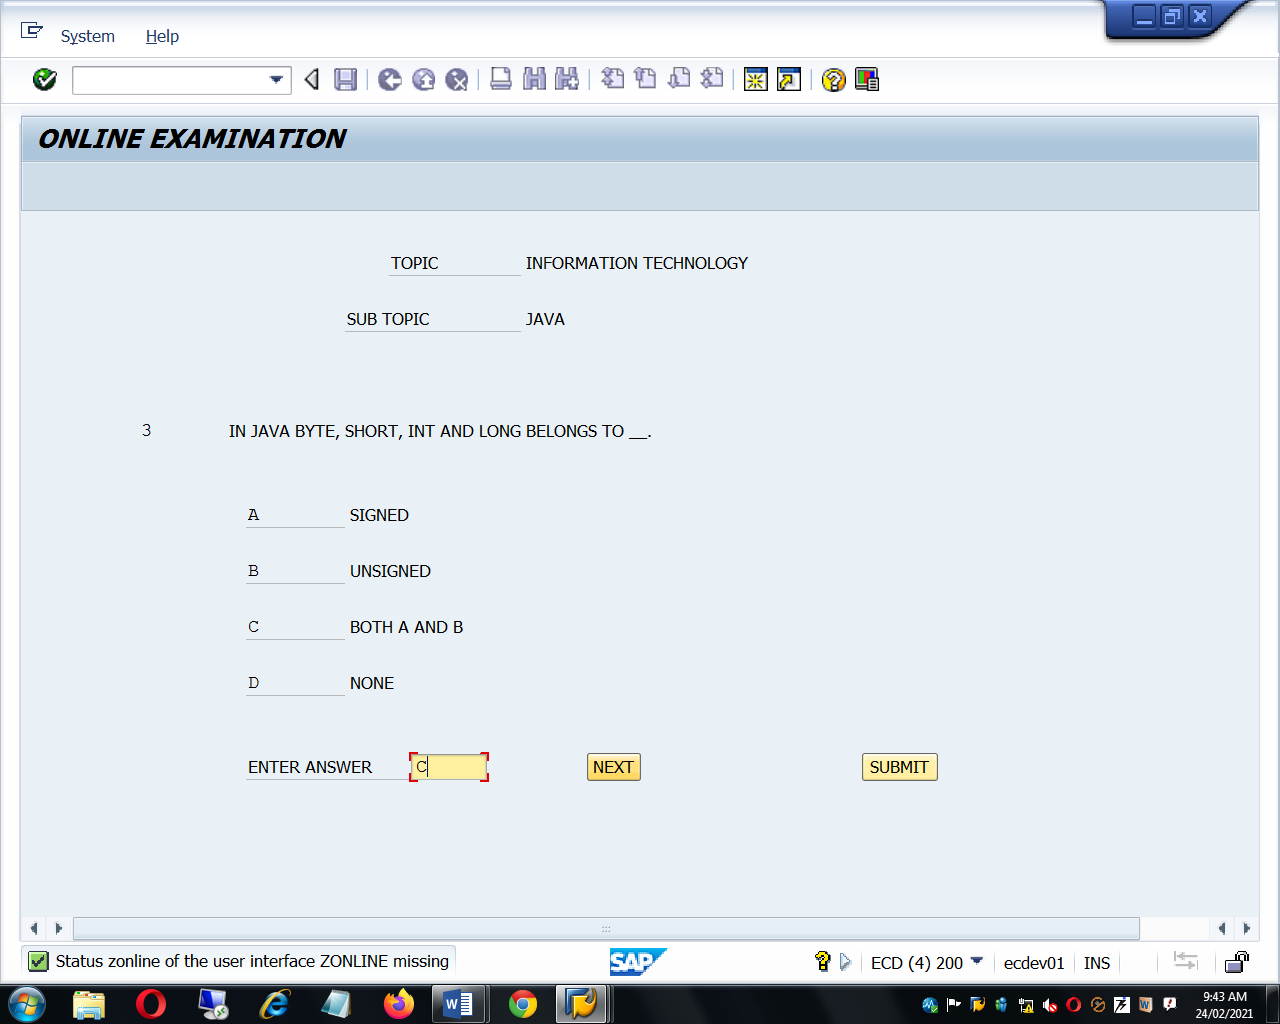 System Help
ONLINE EXAMINATION
TOPIC INFORMATION TECHNOLOGY
SUB TOPIC JAVA
3 IN JAVA BYTE, SHORT, INT AND LONG BELONGS TO __.
A SIGNED
B UNSIGNED
C BOTH A AND B
D NONE
ENTER ANSWER C NEXT SUBMIT
Status zonline of the user interface ZONLINE missing SAP ECD (4) 200 ecdev01 INS
9:43 AM
24/02/2021